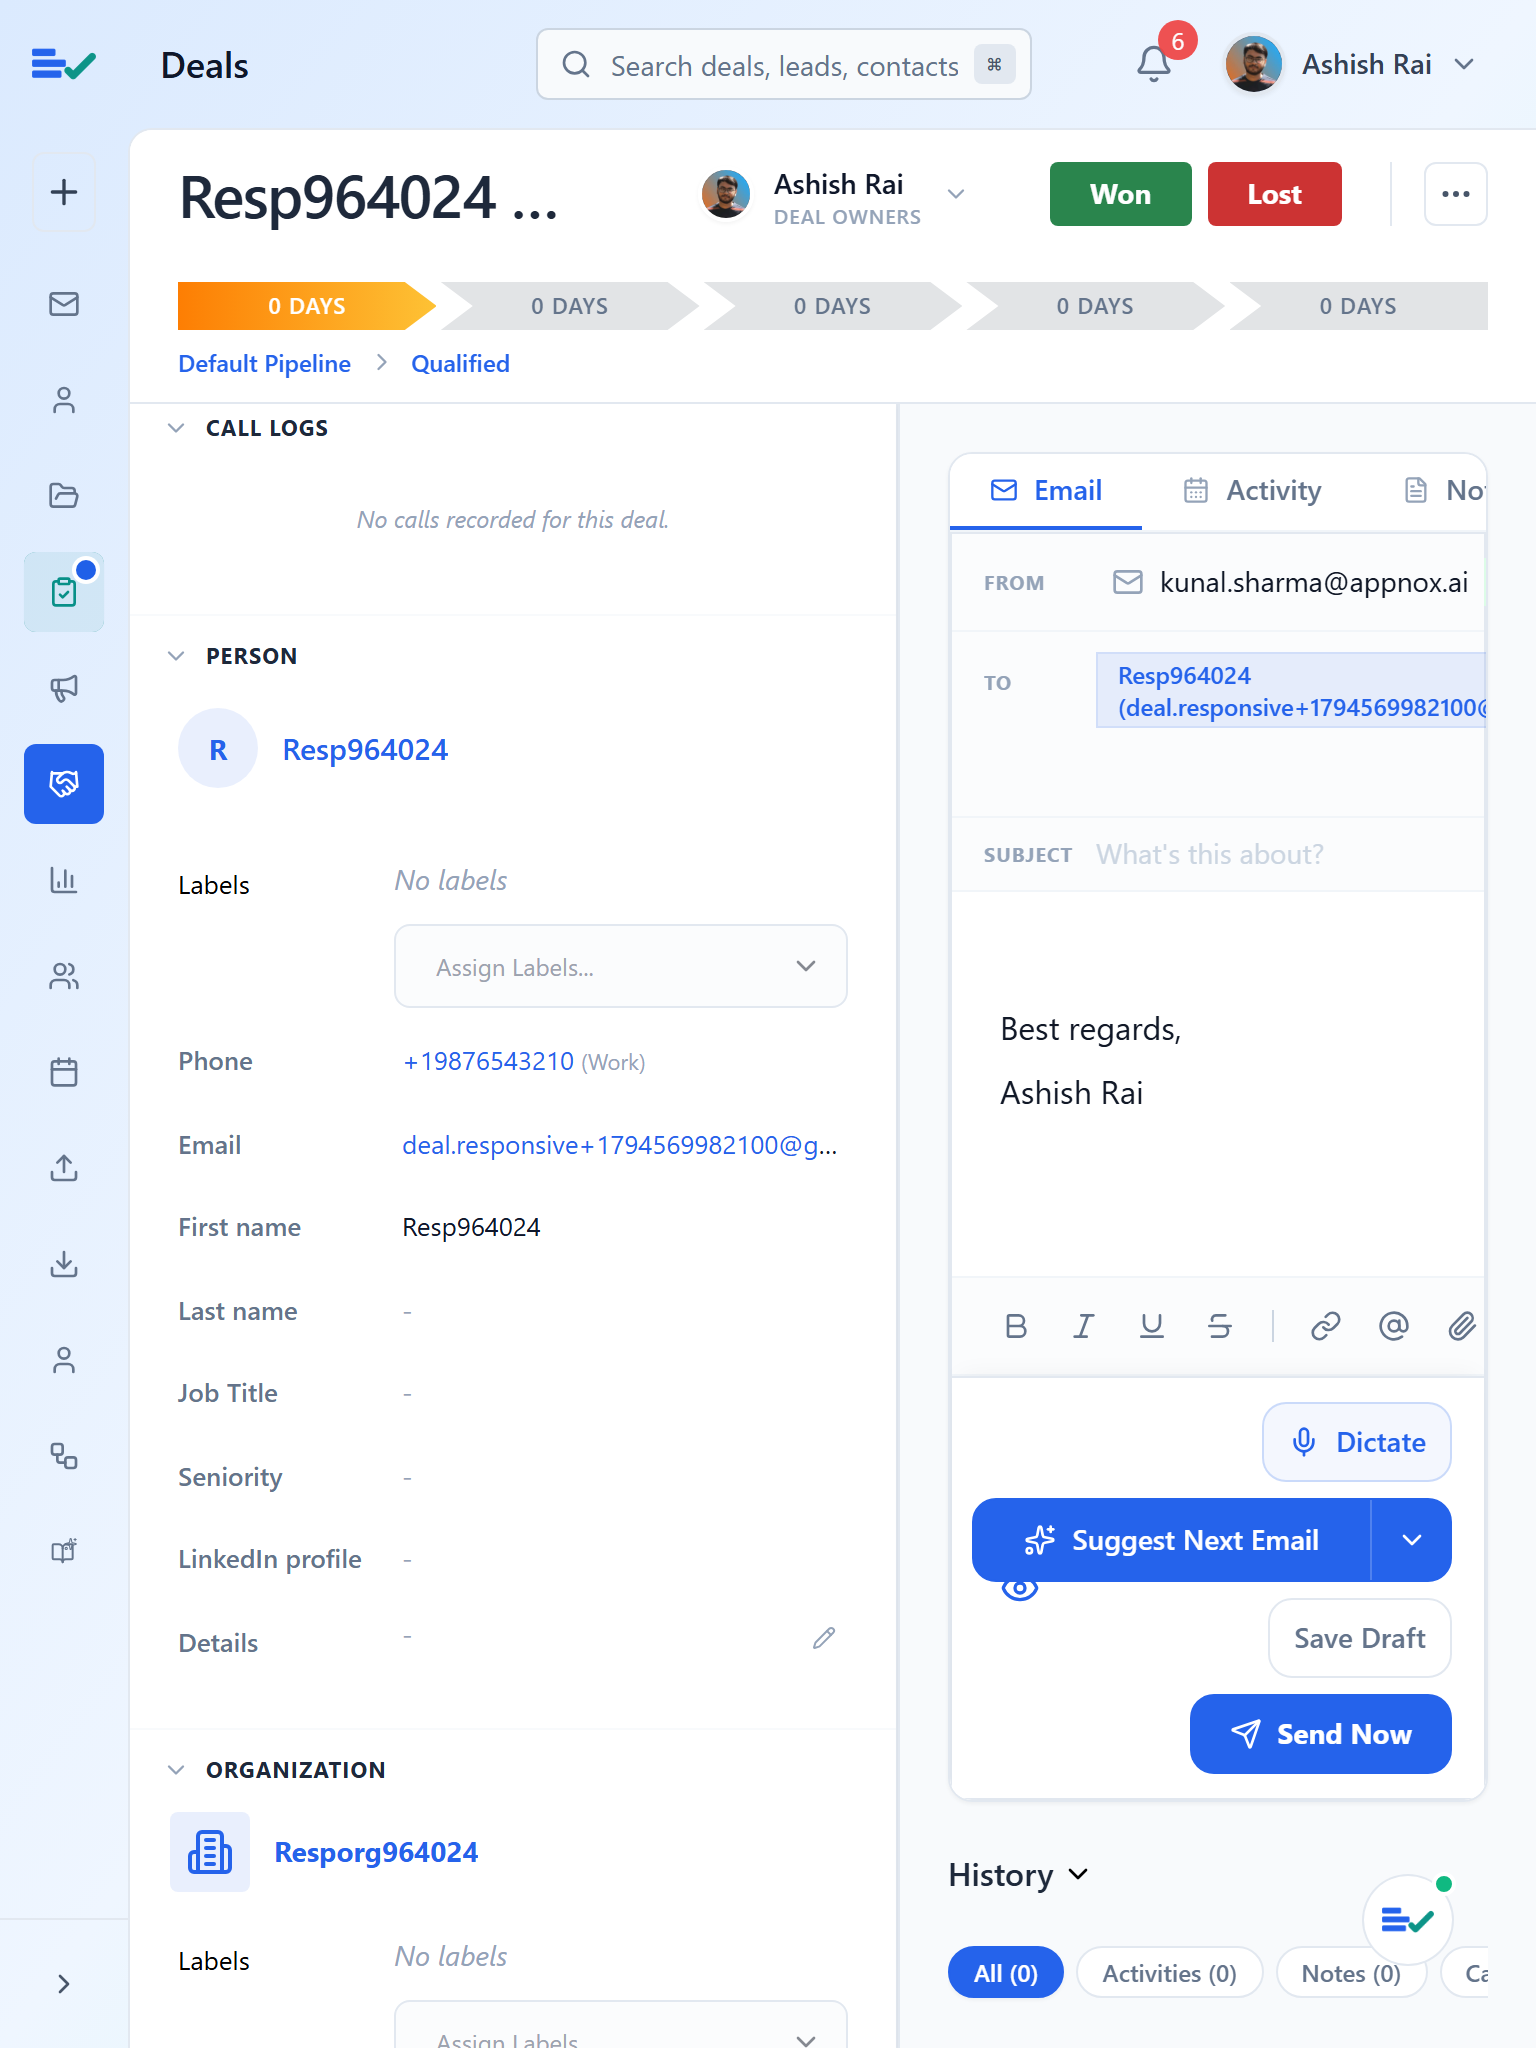 Deals
Search deals, leads, contacts
⌘
6
Ashish Rai
Resp964024 ...
Ashish Rai
DEAL OWNERS
Won
Lost
0 DAYS
0 DAYS
0 DAYS
0 DAYS
0 DAYS
Default Pipeline
Qualified
CALL LOGS
No calls recorded for this deal.
PERSON
R
Resp964024
Labels
No labels
Assign Labels...
Phone
+19876543210 (Work)
Email
deal.responsive+1794569982100@g...
First name
Resp964024
Last name
-
Job Title
-
Seniority
-
LinkedIn profile
-
Details
-
ORGANIZATION
Resporg964024
Labels
No labels
Assign Labels
Email
Activity
No
FROM
kunal.sharma@appnox.ai
TO
Resp964024
(deal.responsive+1794569982100@
SUBJECT
What's this about?
Best regards,
Ashish Rai
Dictate
Suggest Next Email
Save Draft
Send Now
History
All (0)
Activities (0)
Notes (0)
Ca